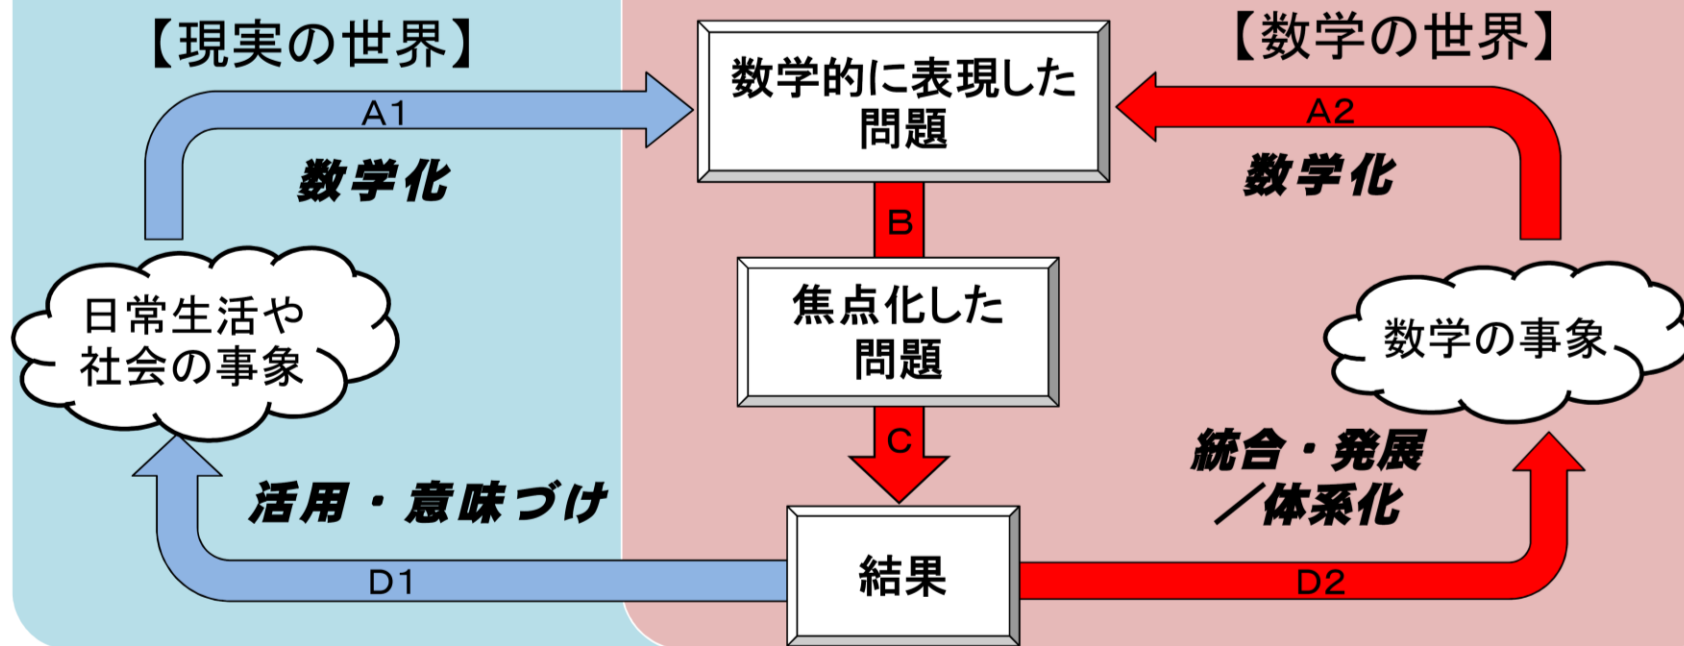 【現実の世界】
【数学の世界】
数学的に表現した
問題
A1
A2
数学化
数学化
B
日常生活や
社会の事象
焦点化した
問題
数学の事象
C
活用・意味づけ
統合・発展
／体系化
結果
D1
D2